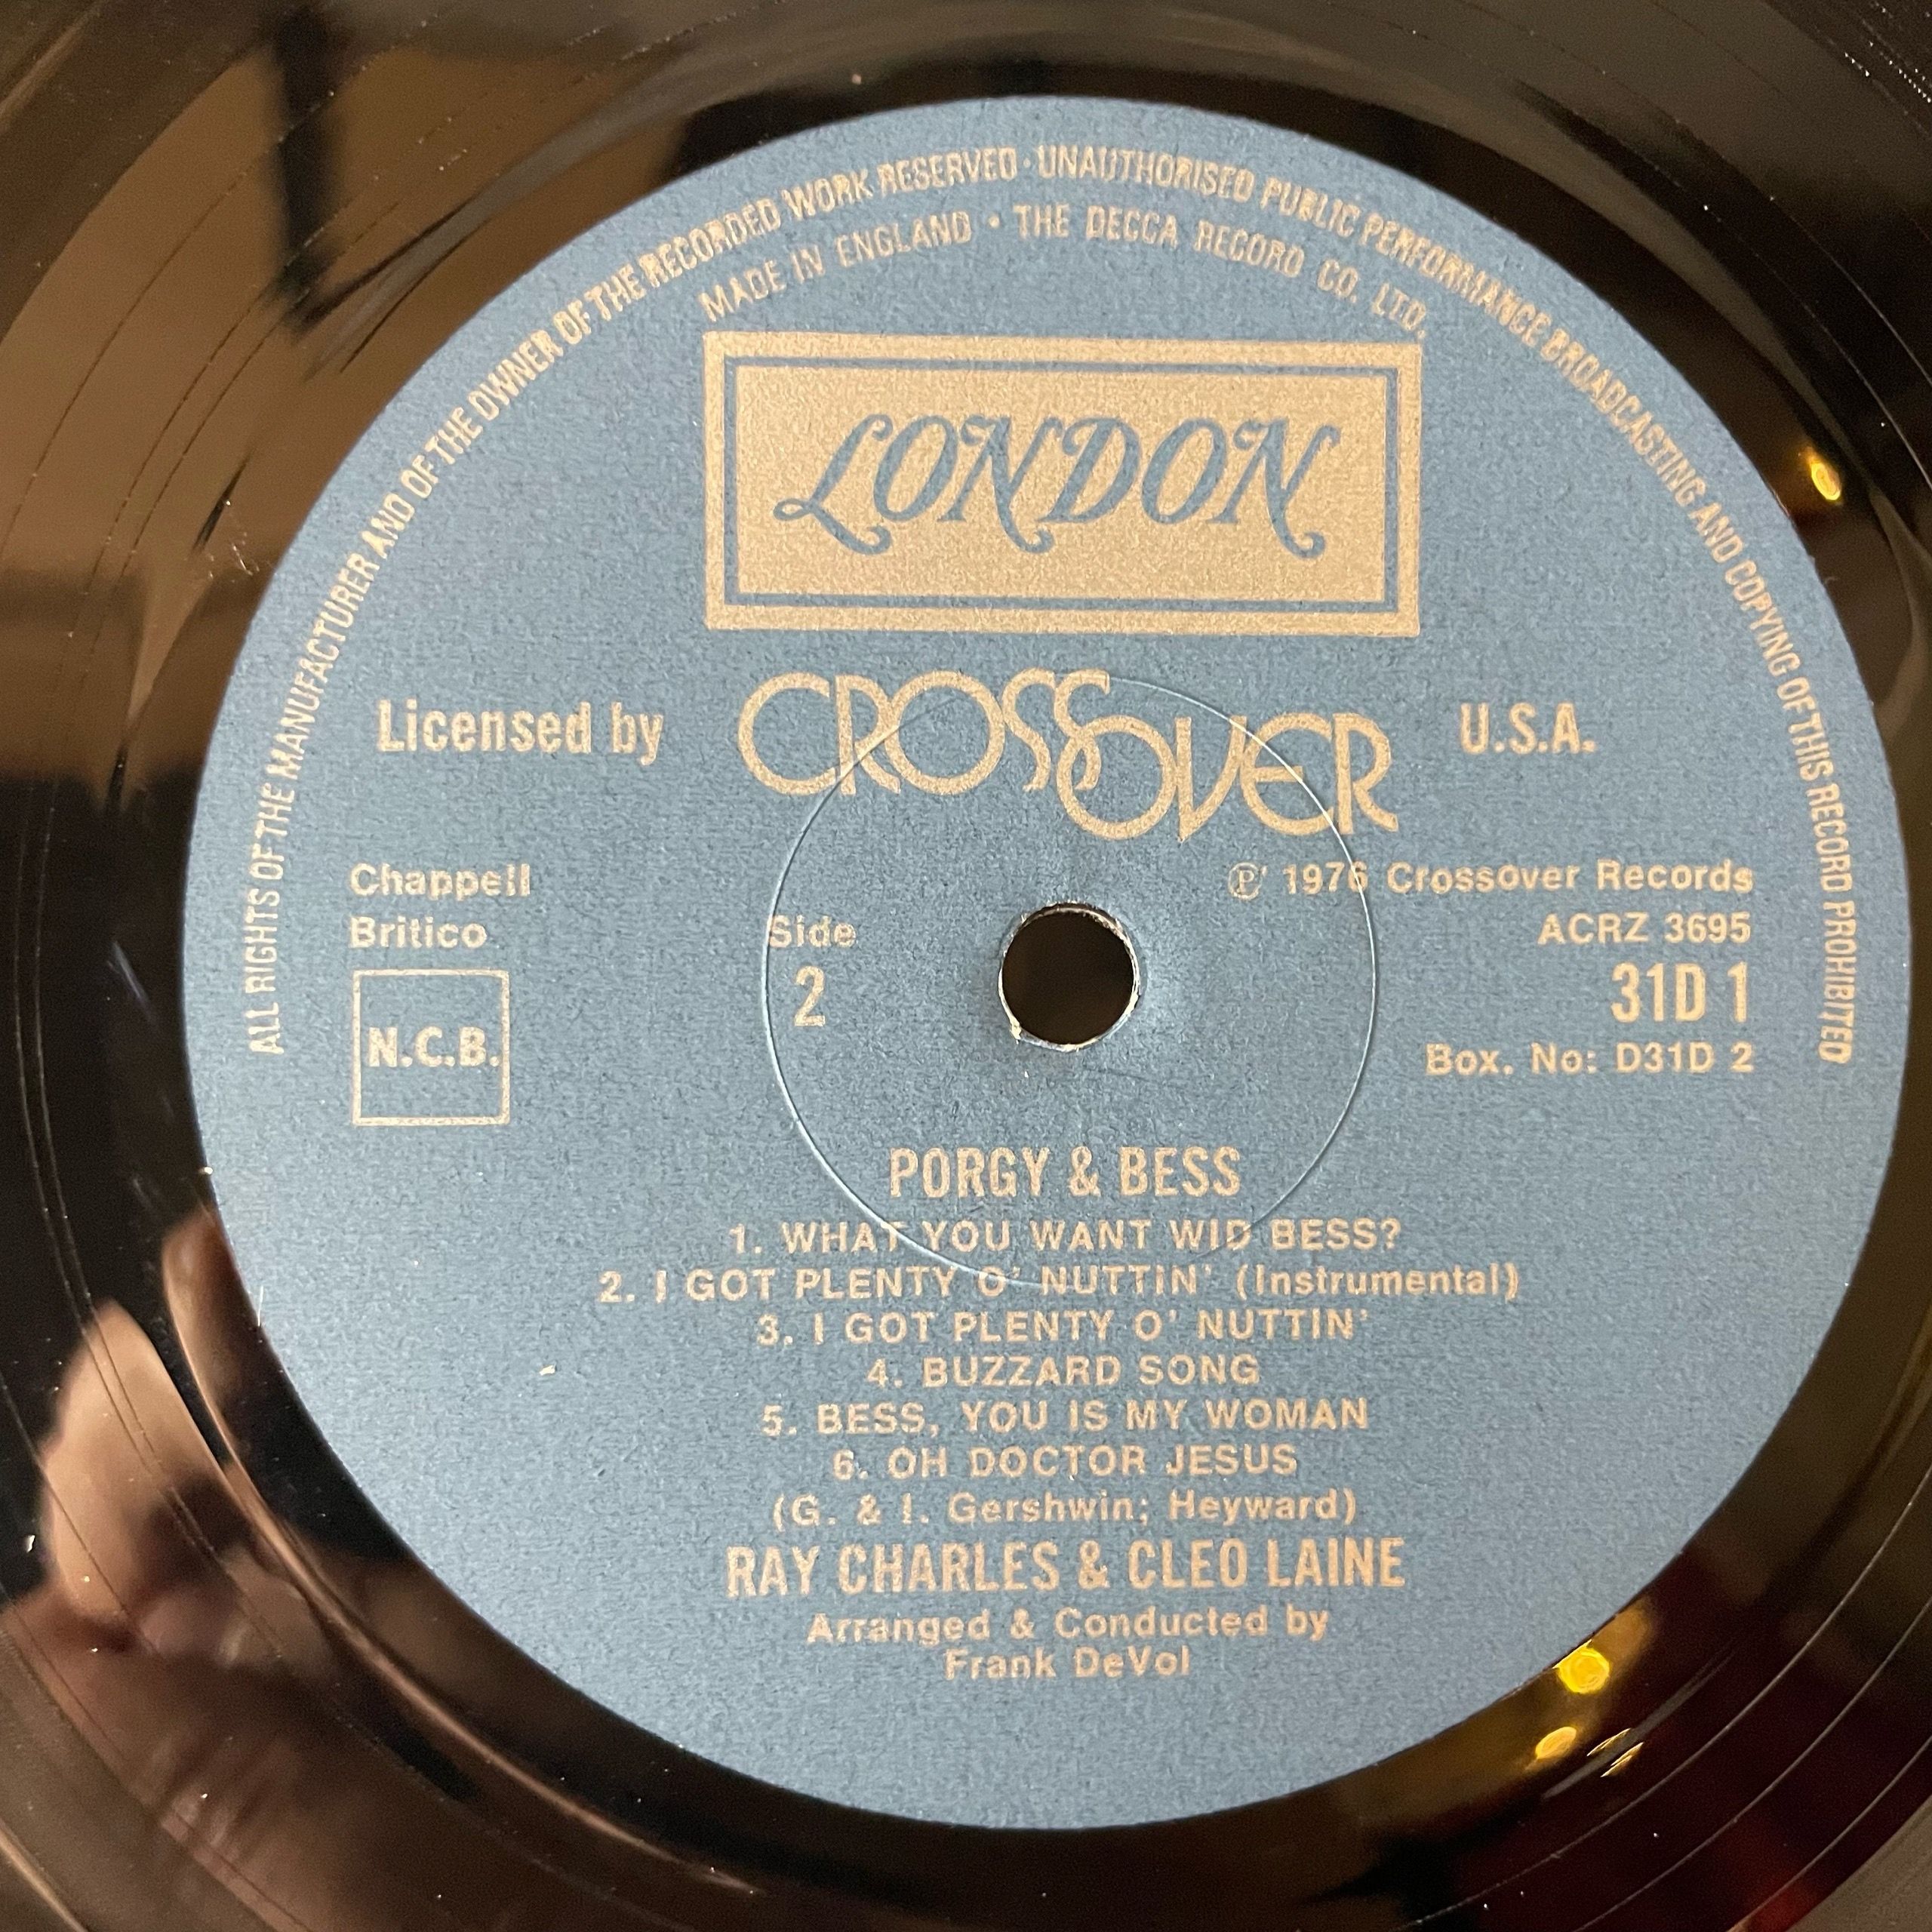 ALL RIGHTS OF THE MANUFACTURER AND OF THE OWNER OF THE RECORDED WORK RESERVED · UNAUTHORISED PUBLIC PERFORMANCE BROADCASTING AND COPYING OF THIS RECORD PROHIBITED
MADE IN ENGLAND • THE DECCA RECORD CO. LTD.
LONDON
Licensed by CROSSOVER U.S.A.
Chappell
Britico
N.C.B.
Side
2
℗ 1976 Crossover Records
ACRZ 3695
31D 1
Box. No: D31D 2
PORGY & BESS
1. WHAT YOU WANT WID BESS?
2. I GOT PLENTY O' NUTTIN' (Instrumental)
3. I GOT PLENTY O' NUTTIN'
4. BUZZARD SONG
5. BESS, YOU IS MY WOMAN
6. OH DOCTOR JESUS
(G. & I. Gershwin; Heyward)
RAY CHARLES & CLEO LAINE
Arranged & Conducted by
Frank DeVol